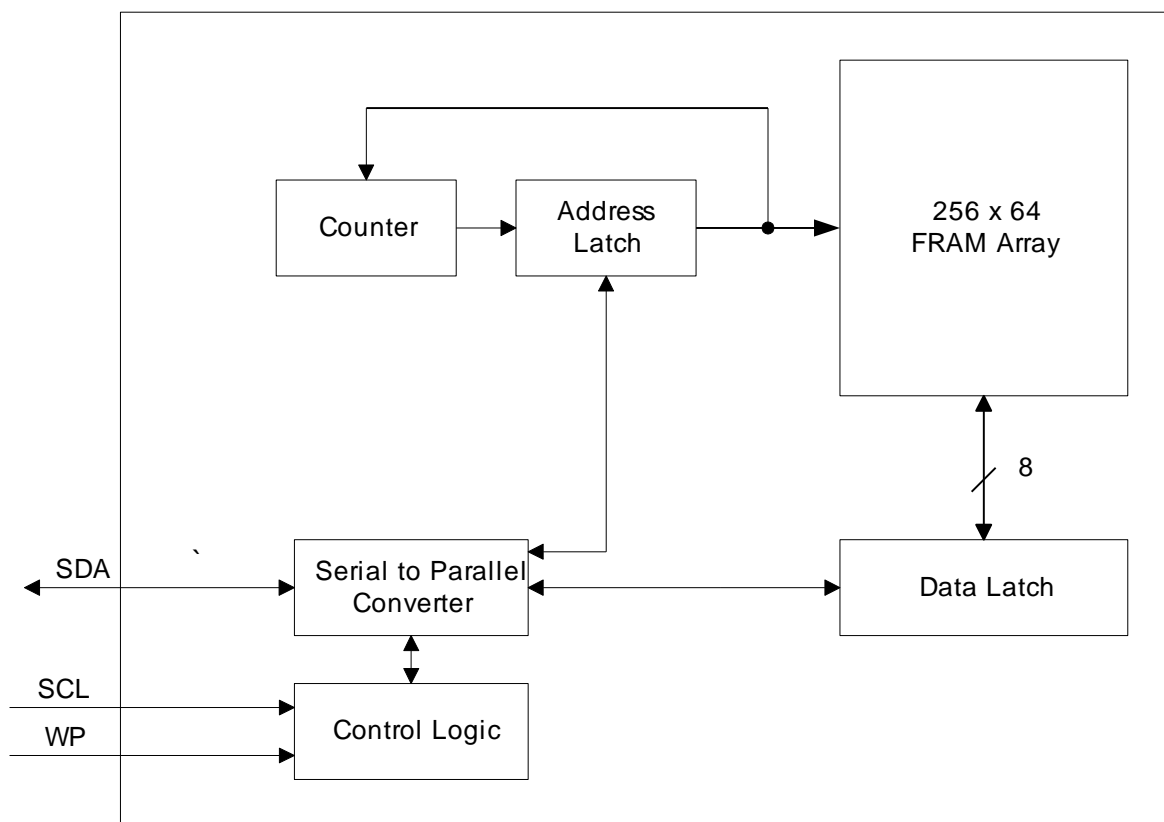 Counter
Address
Latch
256 x 64
FRAM Array
8
SDA
`
Serial to Parallel
Converter
Data Latch
SCL
WP
Control Logic